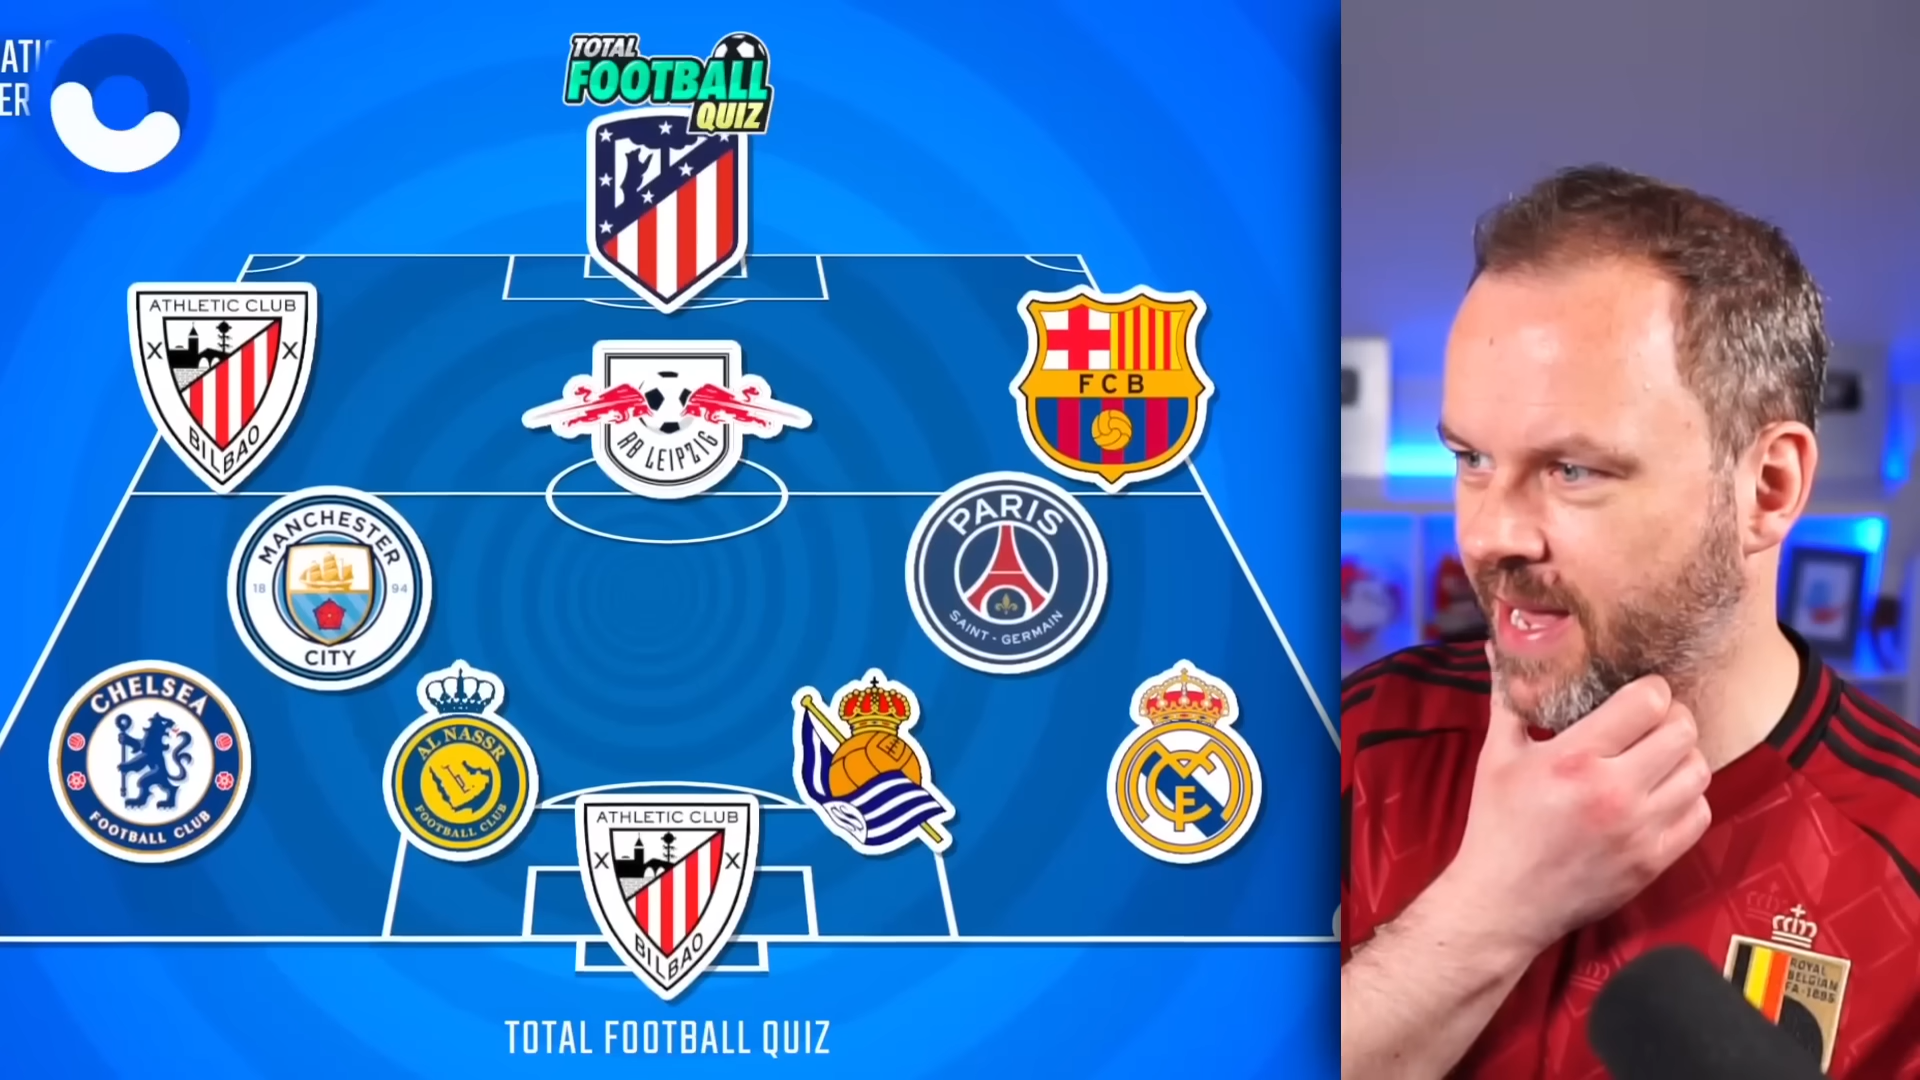 TOTAL
FOOTBALL
QUIZ
ATHLETIC CLUB
BILBAO
RB LEIPZIG
FCB
MANCHESTER
18 94
CITY
PARIS
SAINT-GERMAIN
CHELSEA
FOOTBALL CLUB
AL NASSR
FOOTBALL CLUB
ATHLETIC CLUB
BILBAO
TOTAL FOOTBALL QUIZ
ROYAL
BELGIAN
FA-1895